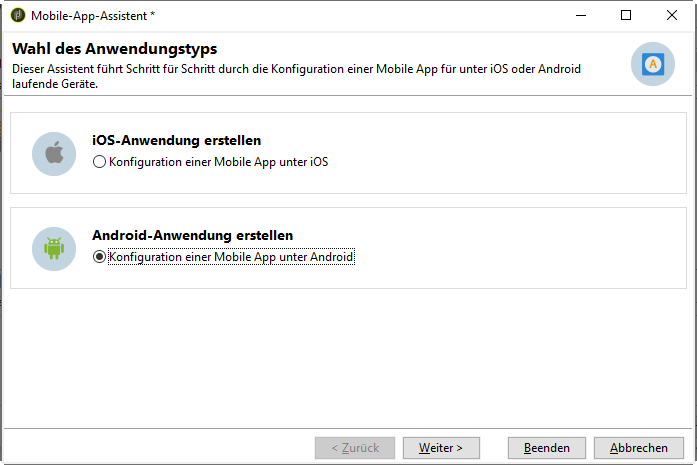 Mobile-App-Assistent *
Wahl des Anwendungstyps
Dieser Assistent führt Schritt für Schritt durch die Konfiguration einer Mobile App für unter iOS oder Android
laufende Geräte.
A
iOS-Anwendung erstellen
Konfiguration einer Mobile App unter iOS
Android-Anwendung erstellen
Konfiguration einer Mobile App unter Android
< Zurück Weiter > Beenden Abbrechen